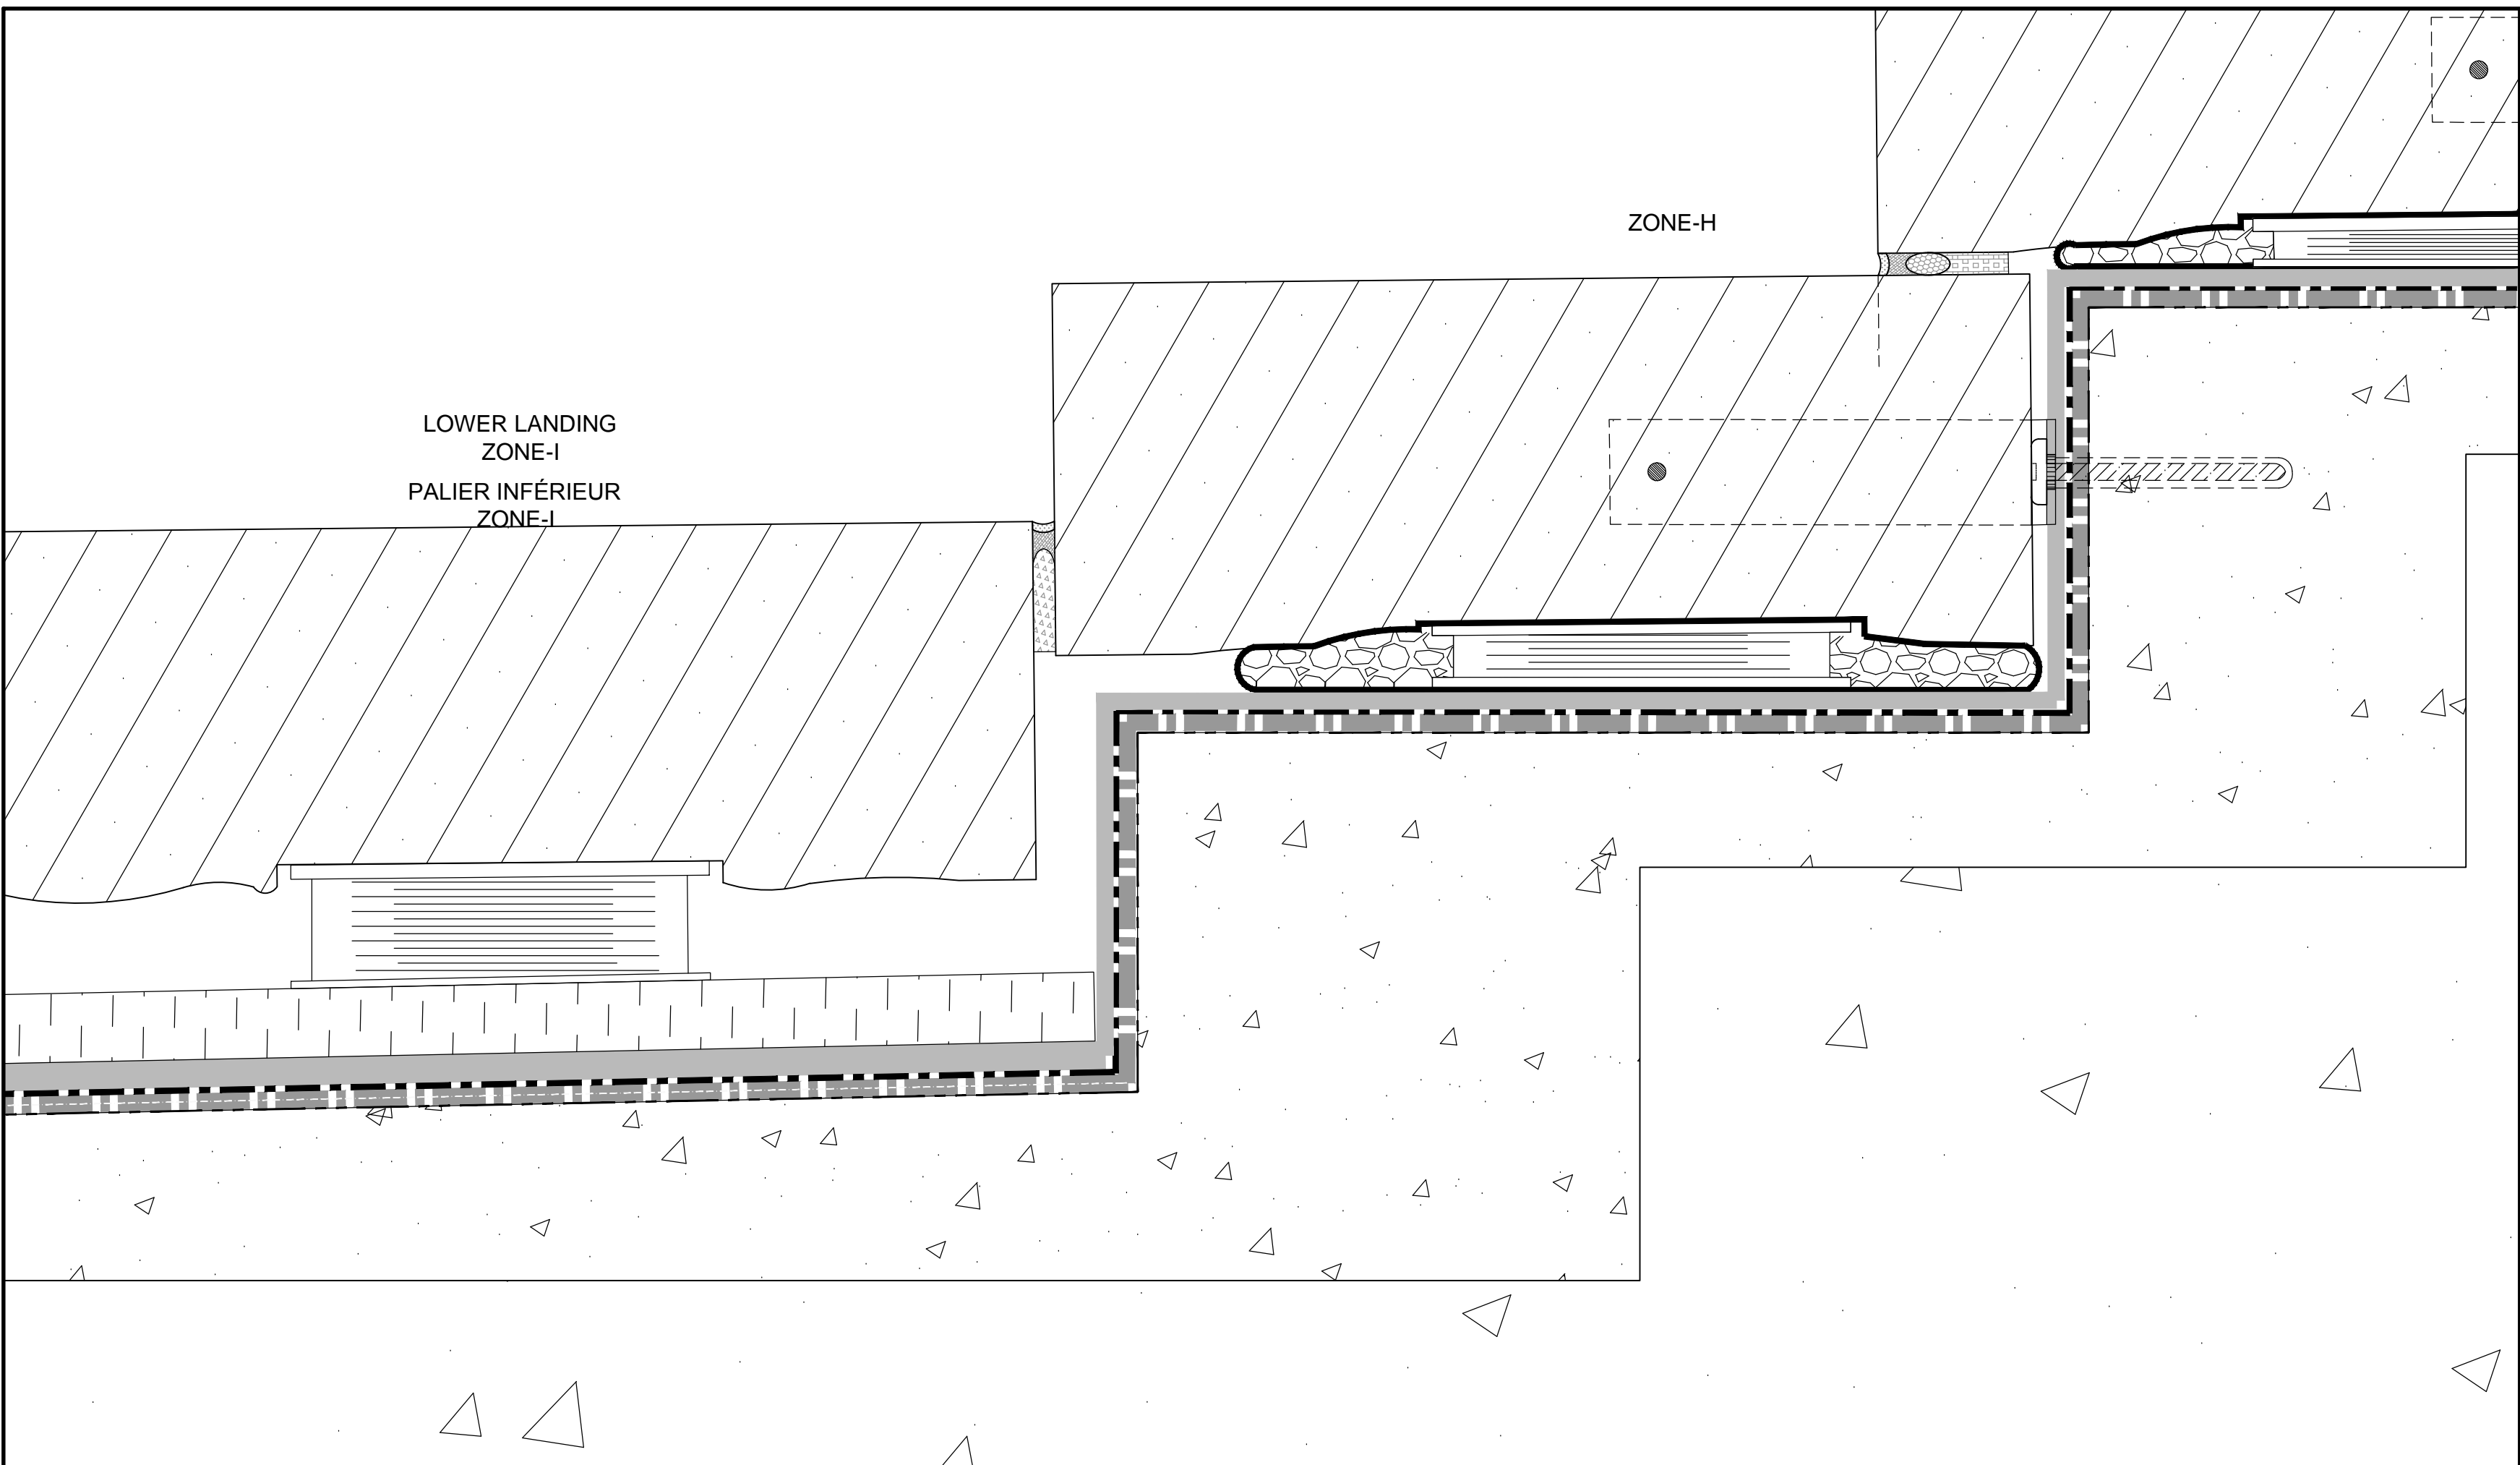 ZONE-H
LOWER LANDING
ZONE-I
PALIER INFÉRIEUR
ZONE-I